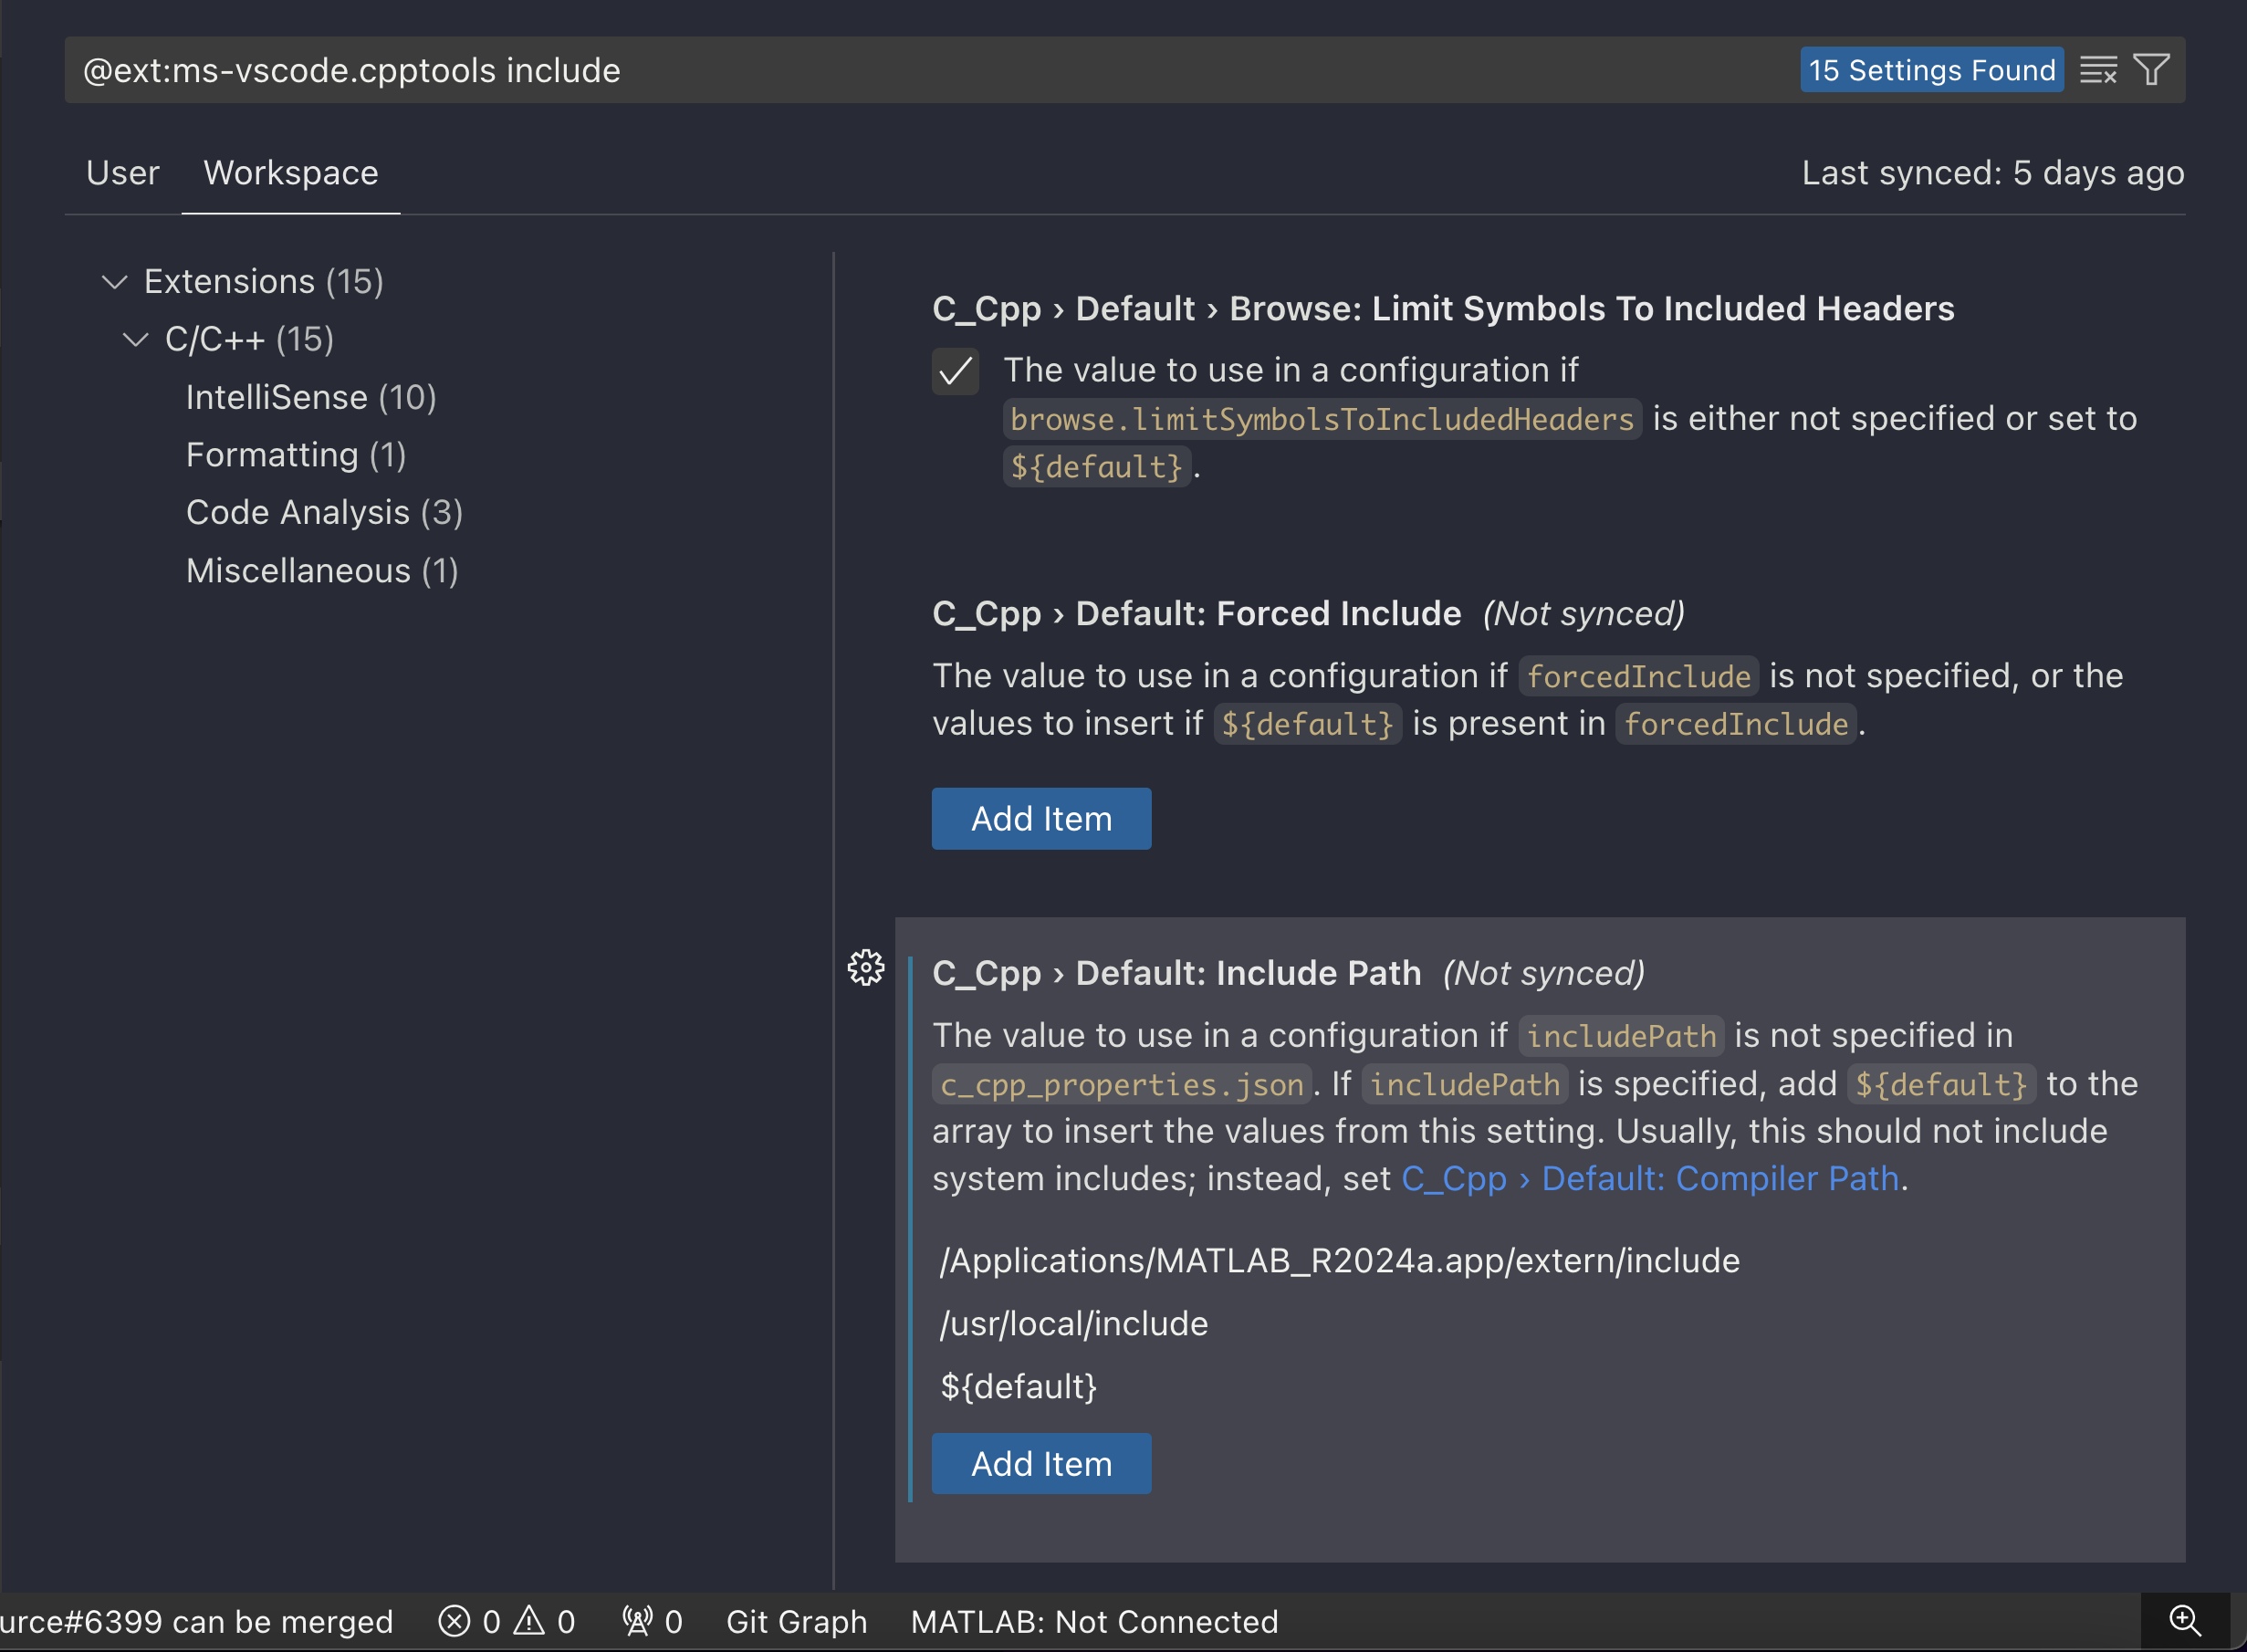 @ext:ms-vscode.cpptools include
15 Settings Found
User
Workspace
Last synced: 5 days ago
Extensions (15)
C/C++ (15)
IntelliSense (10)
Formatting (1)
Code Analysis (3)
Miscellaneous (1)
C_Cpp › Default › Browse: Limit Symbols To Included Headers
The value to use in a configuration if
browse.limitSymbolsToIncludedHeaders is either not specified or set to
${default}.
C_Cpp › Default: Forced Include (Not synced)
The value to use in a configuration if forcedInclude is not specified, or the
values to insert if ${default} is present in forcedInclude.
Add Item
C_Cpp › Default: Include Path (Not synced)
The value to use in a configuration if includePath is not specified in
c_cpp_properties.json. If includePath is specified, add ${default} to the
array to insert the values from this setting. Usually, this should not include
system includes; instead, set C_Cpp › Default: Compiler Path.
/Applications/MATLAB_R2024a.app/extern/include
/usr/local/include
${default}
Add Item
urce#6399 can be merged
0
0
0
Git Graph
MATLAB: Not Connected